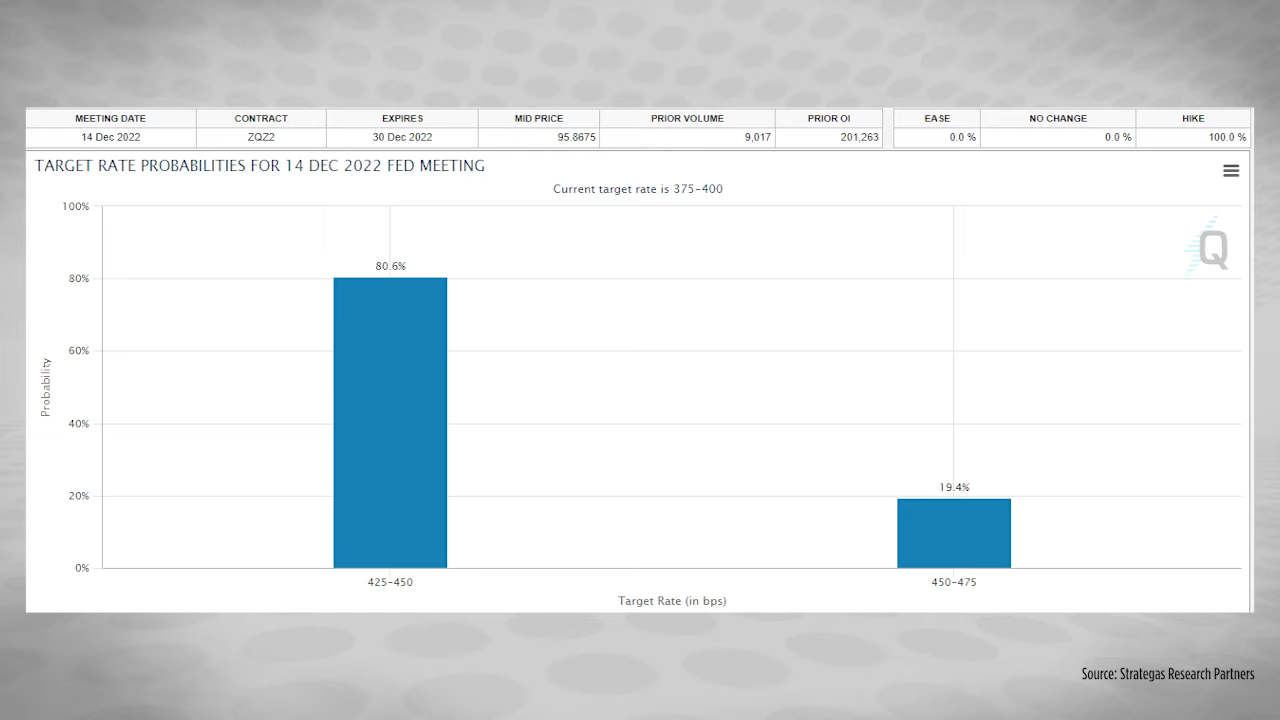 MEETING DATE CONTRACT EXPIRES MID PRICE PRIOR VOLUME PRIOR OI EASE NO CHANGE HIKE
14 Dec 2022 ZQZ2 30 Dec 2022 95.8675 9,017 201,263 0.0 % 0.0 % 100.0 %
TARGET RATE PROBABILITIES FOR 14 DEC 2022 FED MEETING
Current target rate is 375–400
100%
Q
80.6%
80%
60%
Probability
40%
19.4%
20%
0%
425–450 450–475
Target Rate (in bps)
Source: Strategas Research Partners